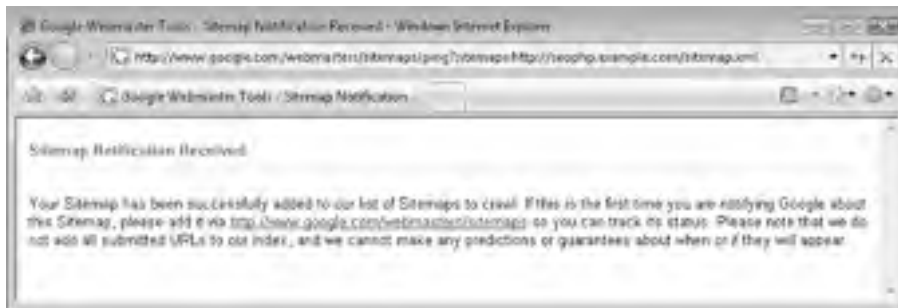 Google Webmaster Tools - Sitemap Notification Received - Windows Internet Explorer
http://www.google.com/webmasters/sitemaps/ping?sitemap=http://seophp.example.com/sitemap.xml
Google Webmaster Tools - Sitemap Notification
Sitemap Notification Received
Your Sitemap has been successfully added to our list of Sitemaps to crawl. If this is the first time you are notifying Google about
this Sitemap, please add it via http://www.google.com/webmasters/sitemaps so you can track its status. Please note that we do
not add all submitted URLs to our index, and we cannot make any predictions or guarantees about when or if they will appear.